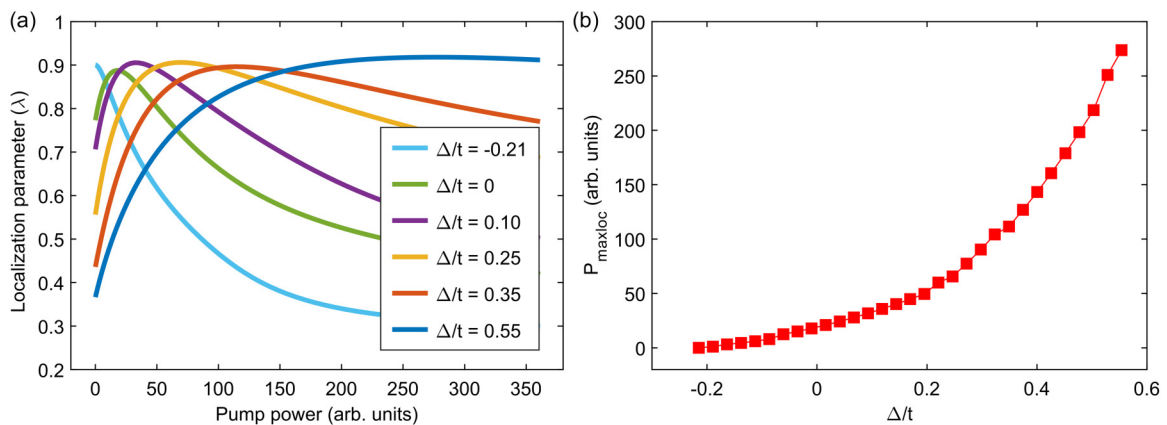 (a)
1
0.9
0.8
0.7
0.6
0.5
0.4
0.3
0.2
Localization parameter (λ)
0 50 100 150 200 250 300 350
Pump power (arb. units)
Δ/t = -0.21
Δ/t = 0
Δ/t = 0.10
Δ/t = 0.25
Δ/t = 0.35
Δ/t = 0.55
(b)
300
250
200
150
100
50
0
P_maxloc (arb. units)
-0.2 0 0.2 0.4 0.6
Δ/t